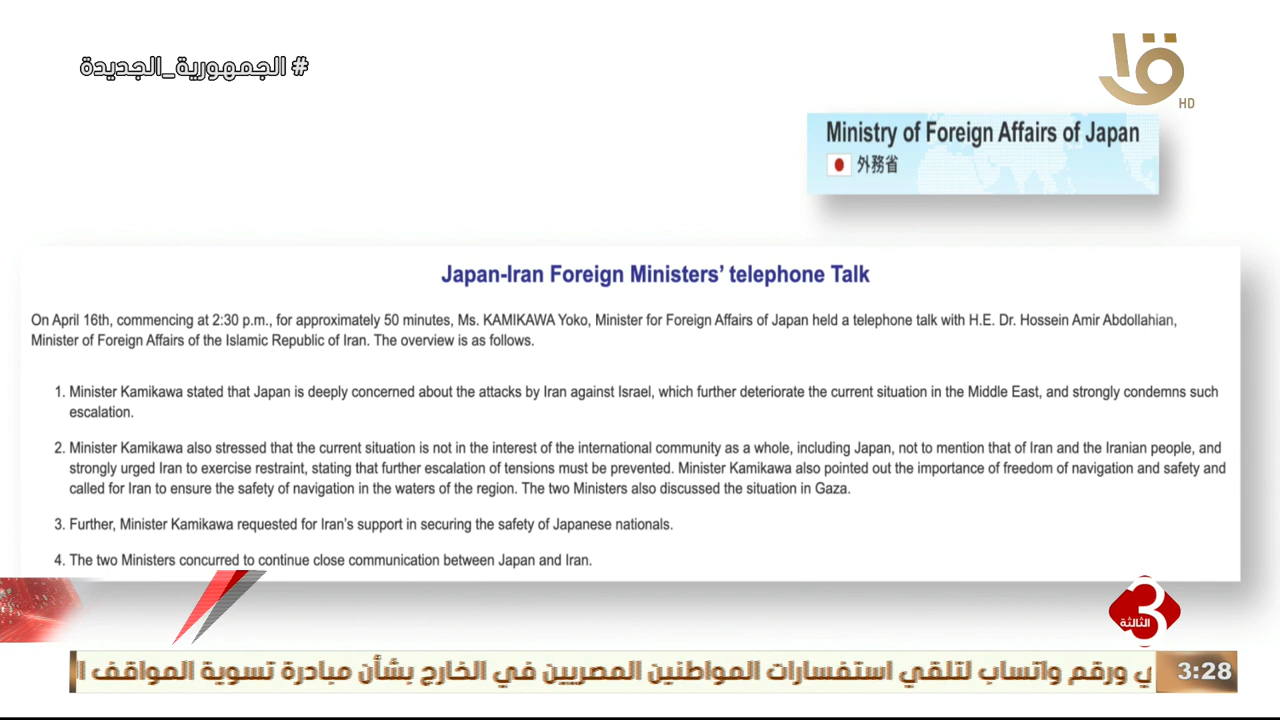 # الجمهورية_الجديدة
HD
Ministry of Foreign Affairs of Japan
外務省
Japan-Iran Foreign Ministers’ telephone Talk
On April 16th, commencing at 2:30 p.m., for approximately 50 minutes, Ms. KAMIKAWA Yoko, Minister for Foreign Affairs of Japan held a telephone talk with H.E. Dr. Hossein Amir Abdollahian,
Minister of Foreign Affairs of the Islamic Republic of Iran. The overview is as follows.
1. Minister Kamikawa stated that Japan is deeply concerned about the attacks by Iran against Israel, which further deteriorate the current situation in the Middle East, and strongly condemns such
escalation.
2. Minister Kamikawa also stressed that the current situation is not in the interest of the international community as a whole, including Japan, not to mention that of Iran and the Iranian people, and
strongly urged Iran to exercise restraint, stating that further escalation of tensions must be prevented. Minister Kamikawa also pointed out the importance of freedom of navigation and safety and
called for Iran to ensure the safety of navigation in the waters of the region. The two Ministers also discussed the situation in Gaza.
3. Further, Minister Kamikawa requested for Iran’s support in securing the safety of Japanese nationals.
4. The two Ministers concurred to continue close communication between Japan and Iran.
3
الثالثة
ورقم واتساب لتلقي استفسارات المواطنين المصريين في الخارج بشأن مبادرة تسوية المواقف
3:28